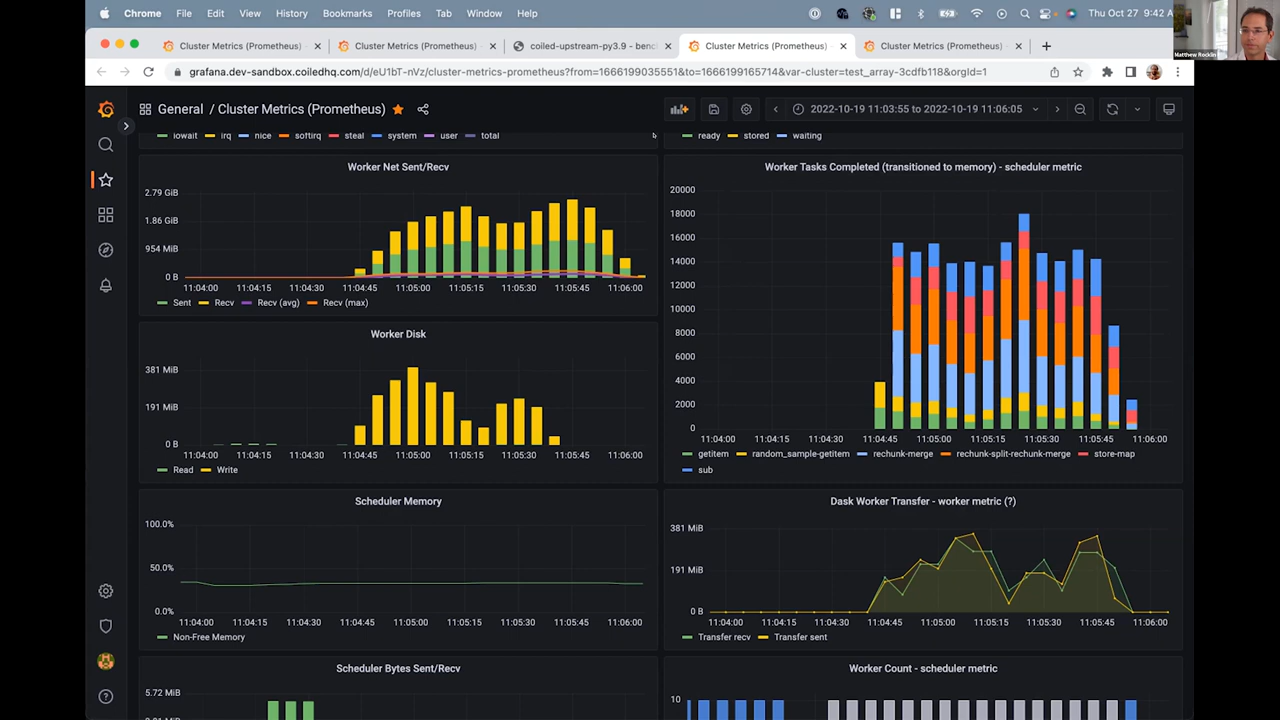 Chrome File Edit View History Bookmarks Profiles Tab Window Help Thu Oct 27 9:42 A
Matthew Rocklin
Cluster Metrics (Prometheus) - × Cluster Metrics (Prometheus) - × coiled-upstream-py3.9 - benc × Cluster Metrics (Prometheus) - × Cluster Metrics (Prometheus) - × +
grafana.dev-sandbox.coiledhq.com/d/eU1bT-nVz/cluster-metrics-prometheus?from=1666199035551&to=1666199165714&var-cluster=test_array-3cdfb118&orgId=1
General / Cluster Metrics (Prometheus) 2022-10-19 11:03:55 to 2022-10-19 11:06:05
iowait irq nice softirq steal system user total
ready stored waiting
Worker Net Sent/Recv
2.79 GiB
1.86 GiB
954 MiB
0 B
11:04:00 11:04:15 11:04:30 11:04:45 11:05:00 11:05:15 11:05:30 11:05:45 11:06:00
Sent Recv Recv (avg) Recv (max)
Worker Tasks Completed (transitioned to memory) - scheduler metric
20000
18000
16000
14000
12000
10000
8000
6000
4000
2000
0
11:04:00 11:04:15 11:04:30 11:04:45 11:05:00 11:05:15 11:05:30 11:05:45 11:06:00
getitem random_sample-getitem rechunk-merge rechunk-split-rechunk-merge store-map
sub
Worker Disk
381 MiB
191 MiB
0 B
11:04:00 11:04:15 11:04:30 11:04:45 11:05:00 11:05:15 11:05:30 11:05:45 11:06:00
Read Write
Scheduler Memory
100.0%
50.0%
0.0%
11:04:00 11:04:15 11:04:30 11:04:45 11:05:00 11:05:15 11:05:30 11:05:45 11:06:00
Non-Free Memory
Dask Worker Transfer - worker metric (?)
381 MiB
191 MiB
0 B
11:04:00 11:04:15 11:04:30 11:04:45 11:05:00 11:05:15 11:05:30 11:05:45 11:06:00
Transfer recv Transfer sent
Scheduler Bytes Sent/Recv
5.72 MiB
Worker Count - scheduler metric
10